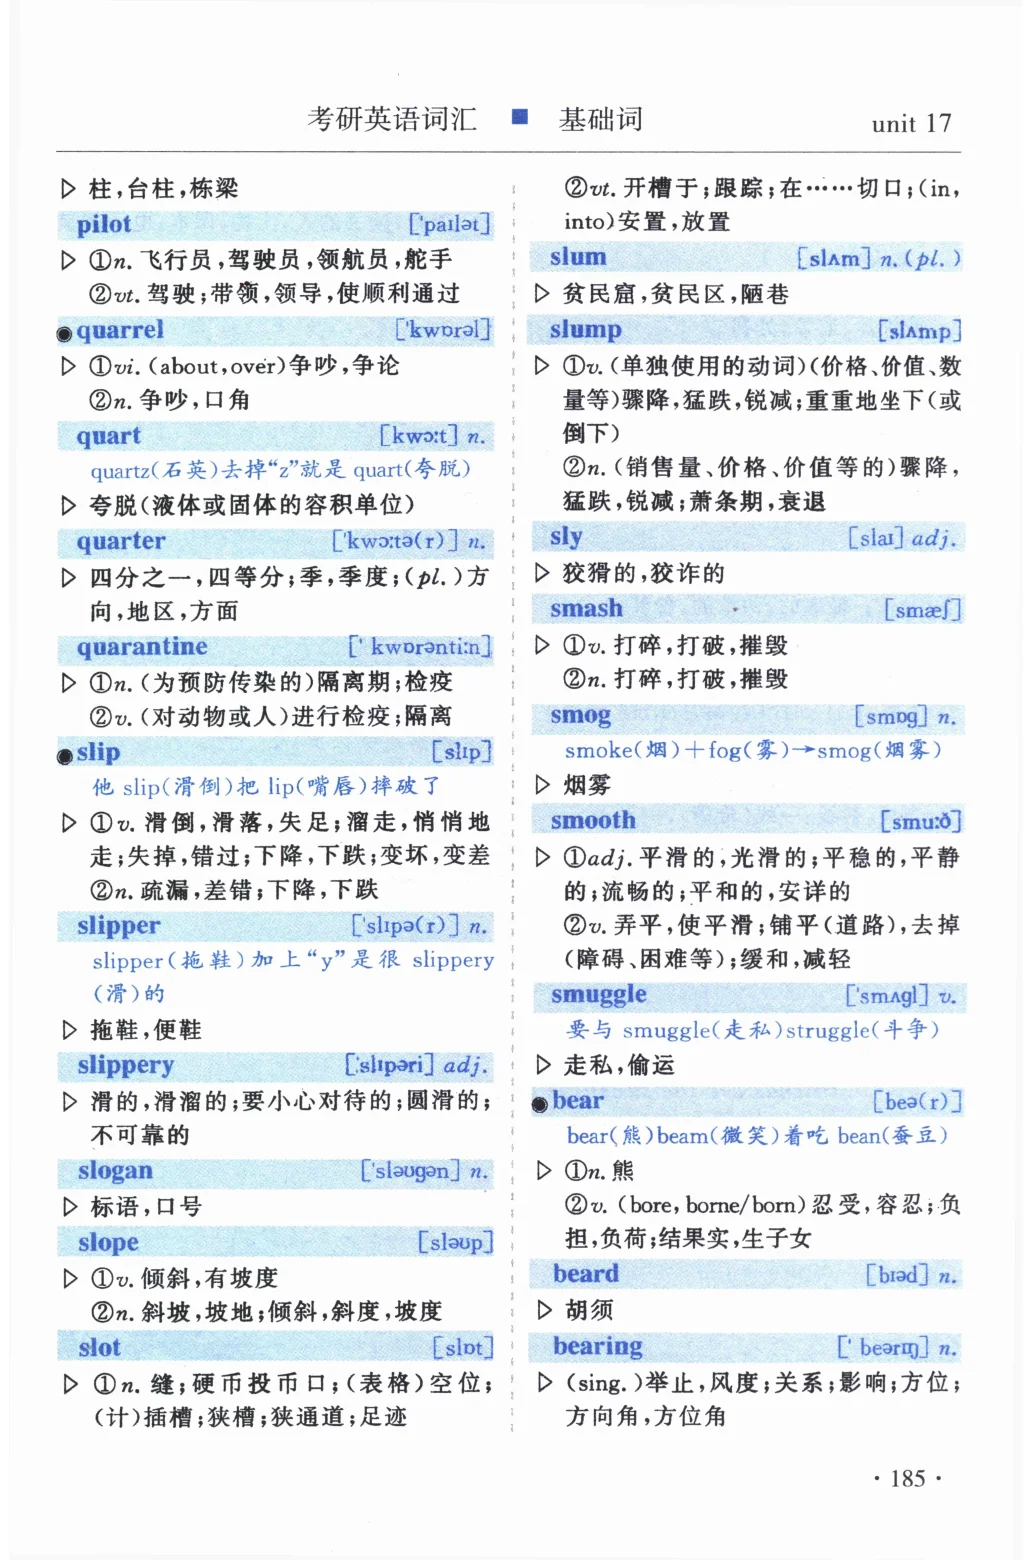 考研英语词汇 ■ 基础词 unit 17
▷ 柱,台柱,栋梁
pilot ['paɪlət]
▷ ①n. 飞行员,驾驶员,领航员,舵手
②vt. 驾驶;带领,领导,使顺利通过
●quarrel ['kwɒrəl]
▷ ①vi. (about,over)争吵,争论
②n. 争吵,口角
quart [kwɔːt] n.
quartz(石英)去掉“z”就是 quart(夸脱)
▷ 夸脱(液体或固体的容积单位)
quarter ['kwɔːtə(r)] n.
▷ 四分之一,四等分;季,季度;(pl.)方
向,地区,方面
quarantine [' kwɒrəntiːn]
▷ ①n. (为预防传染的)隔离期;检疫
②v. (对动物或人)进行检疫;隔离
●slip [slɪp]
他 slip(滑倒)把 lip(嘴唇)摔破了
▷ ①v. 滑倒,滑落,失足;溜走,悄悄地
走;失掉,错过;下降,下跌;变坏,变差
②n. 疏漏,差错;下降,下跌
slipper ['slɪpə(r)] n.
slipper(拖鞋)加上“y”是很 slippery
(滑)的
▷ 拖鞋,便鞋
slippery ['slɪpəri] adj.
▷ 滑的,滑溜的;要小心对待的;圆滑的;
不可靠的
slogan ['sləʊgən] n.
▷ 标语,口号
slope [sləʊp]
▷ ①v. 倾斜,有坡度
②n. 斜坡,坡地;倾斜,斜度,坡度
slot [slɒt]
▷ ①n. 缝;硬币投币口;(表格)空位;
(计)插槽;狭槽;狭通道;足迹
②vt. 开槽于;跟踪;在……切口;(in,
into)安置,放置
slum [slʌm] n. (pl. )
▷ 贫民窟,贫民区,陋巷
slump [slʌmp]
▷ ①v. (单独使用的动词)(价格、价值、数
量等)骤降,猛跌,锐减;重重地坐下(或
倒下)
②n. (销售量、价格、价值等的)骤降,
猛跌,锐减;萧条期,衰退
sly [slaɪ] adj.
▷ 狡猾的,狡诈的
smash [smæʃ]
▷ ①v. 打碎,打破,摧毁
②n. 打碎,打破,摧毁
smog [smɒg] n.
smoke(烟)+fog(雾)→smog(烟雾)
▷ 烟雾
smooth [smuːð]
▷ ①adj. 平滑的,光滑的;平稳的,平静
的;流畅的;平和的,安详的
②v. 弄平,使平滑;铺平(道路),去掉
(障碍、困难等);缓和,减轻
smuggle ['smʌgl] v.
要与 smuggle(走私)struggle(斗争)
▷ 走私,偷运
●bear [beə(r)]
bear(熊)beam(微笑)着吃 bean(蚕豆)
▷ ①n. 熊
②v. (bore, borne/born)忍受,容忍;负
担,负荷;结果实,生子女
beard [bɪəd] n.
▷ 胡须
bearing [' beərɪŋ] n.
▷ (sing. )举止,风度;关系;影响;方位;
方向角,方位角
· 185 ·